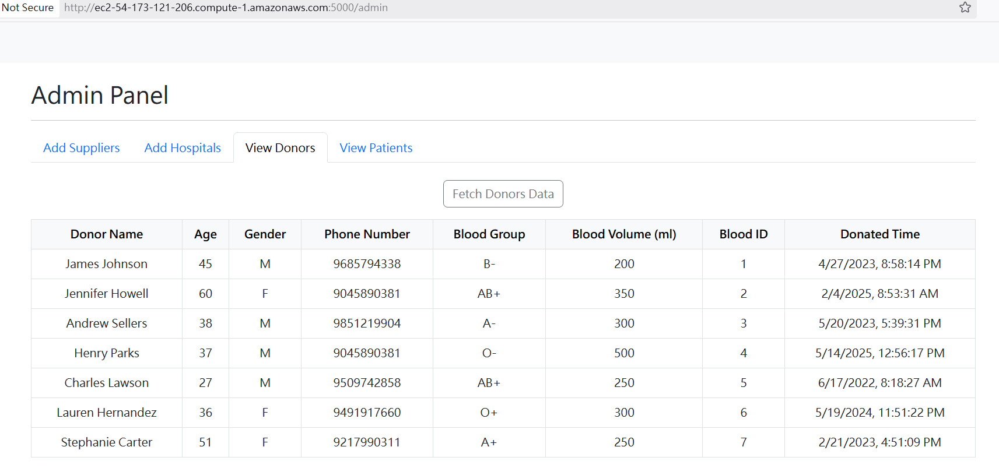 Not Secure http://ec2-54-173-121-206.compute-1.amazonaws.com:5000/admin
Admin Panel
Add Suppliers Add Hospitals View Donors View Patients
Fetch Donors Data
Donor Name Age Gender Phone Number Blood Group Blood Volume (ml) Blood ID Donated Time
James Johnson 45 M 9685794338 B- 200 1 4/27/2023, 8:58:14 PM
Jennifer Howell 60 F 9045890381 AB+ 350 2 2/4/2025, 8:53:31 AM
Andrew Sellers 38 M 9851219904 A- 300 3 5/20/2023, 5:39:31 PM
Henry Parks 37 M 9045890381 O- 500 4 5/14/2025, 12:56:17 PM
Charles Lawson 27 M 9509742858 AB+ 250 5 6/17/2022, 8:18:27 AM
Lauren Hernandez 36 F 9491917660 O+ 300 6 5/19/2024, 11:51:22 PM
Stephanie Carter 51 F 9217990311 A+ 250 7 2/21/2023, 4:51:09 PM